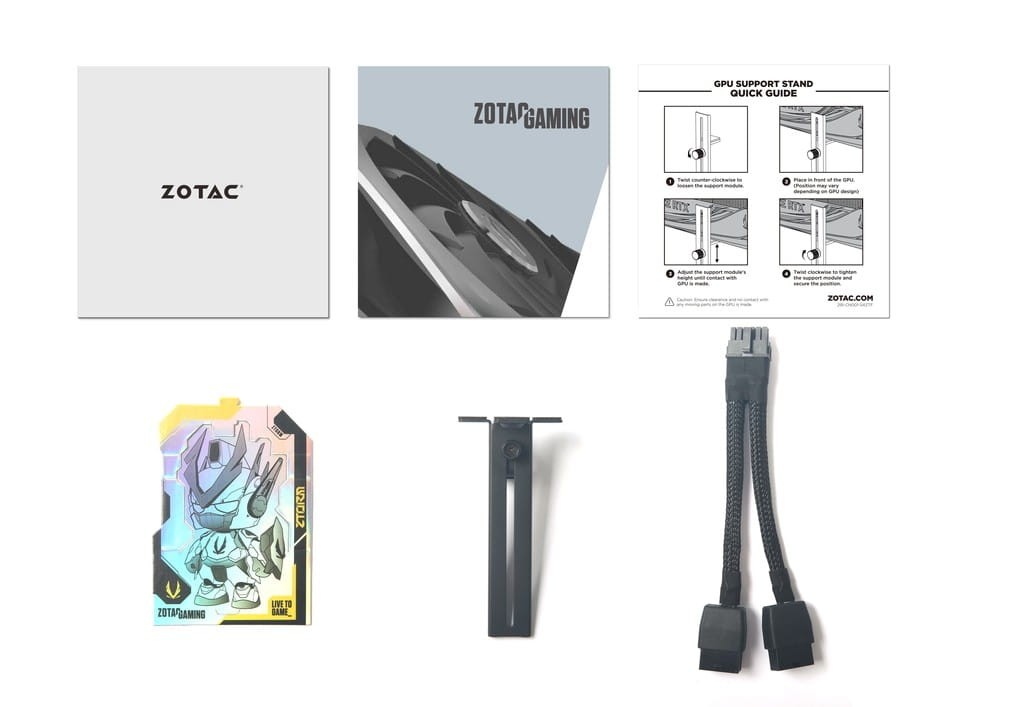 ZOTAC®
ZOTAC GAMING
GPU SUPPORT STAND
QUICK GUIDE
1 Twist counter-clockwise to
loosen the support module.
2 Place in front of the GPU.
(Position may vary
depending on GPU design)
RTX
RTX
3 Adjust the support module's
height until contact with
GPU is made.
4 Twist clockwise to tighten
the support module and
secure the position.
Caution: Ensure clearance and no contact with
any moving parts on the GPU is made.
ZOTAC.COM
ZOTAC GAMING
LIVE TO
GAME_